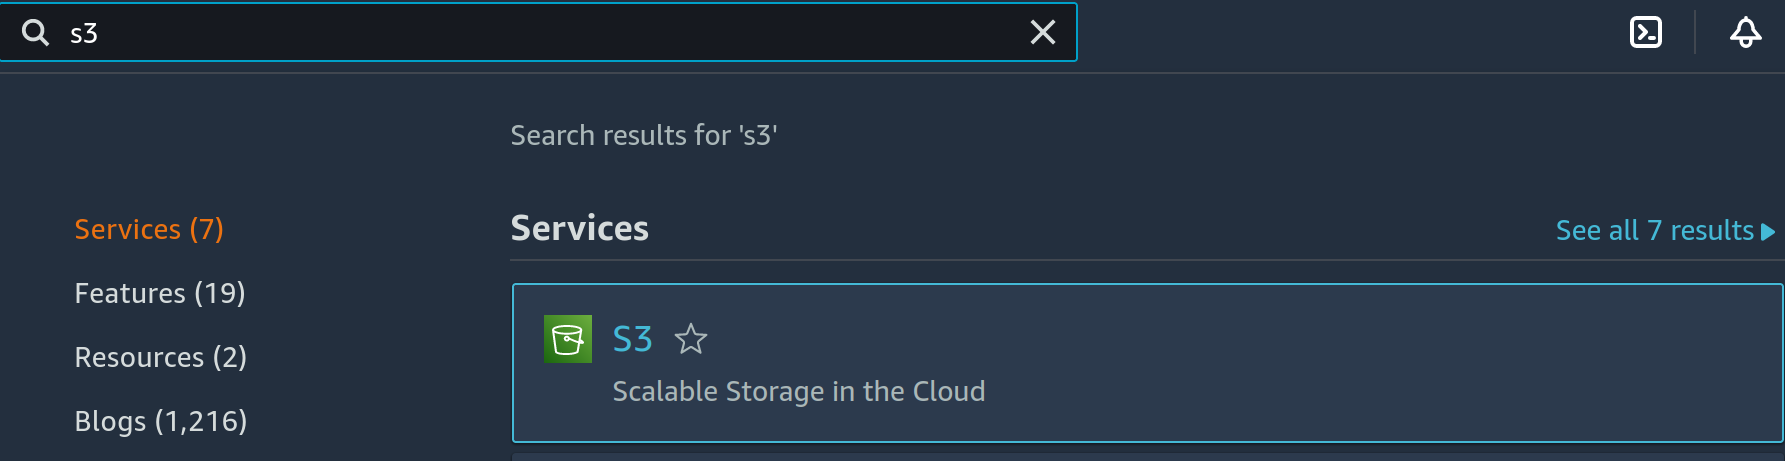 s3
Search results for 's3'
Services (7)
Features (19)
Resources (2)
Blogs (1,216)
Services
See all 7 results
S3
Scalable Storage in the Cloud